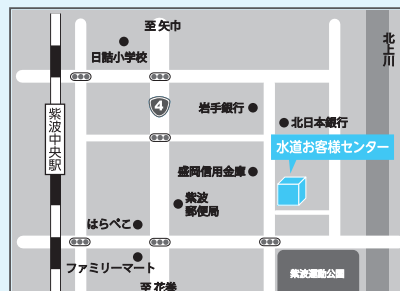 至 矢巾
日詰小学校
北上川
4
岩手銀行
北日本銀行
紫波中央駅
水道お客様センター
盛岡信用金庫
紫波
郵便局
はらぺこ
ファミリーマート
紫波運動公園
至 花巻